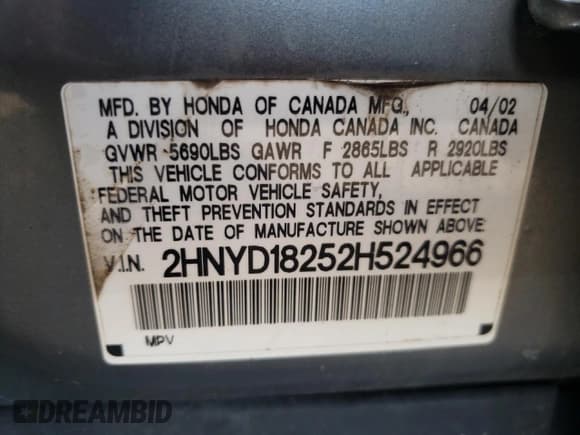 MFD. BY HONDA OF CANADA MFG., 04/02
A DIVISION OF HONDA CANADA INC. CANADA
GVWR 5690LBS GAWR F 2865LBS R 2920LBS
THIS VEHICLE CONFORMS TO ALL APPLICABLE
FEDERAL MOTOR VEHICLE SAFETY,
AND THEFT PREVENTION STANDARDS IN EFFECT
ON THE DATE OF MANUFACTURE SHOWN ABOVE.
V.I.N. 2HNYD18252H524966
MPV
DREAMBID